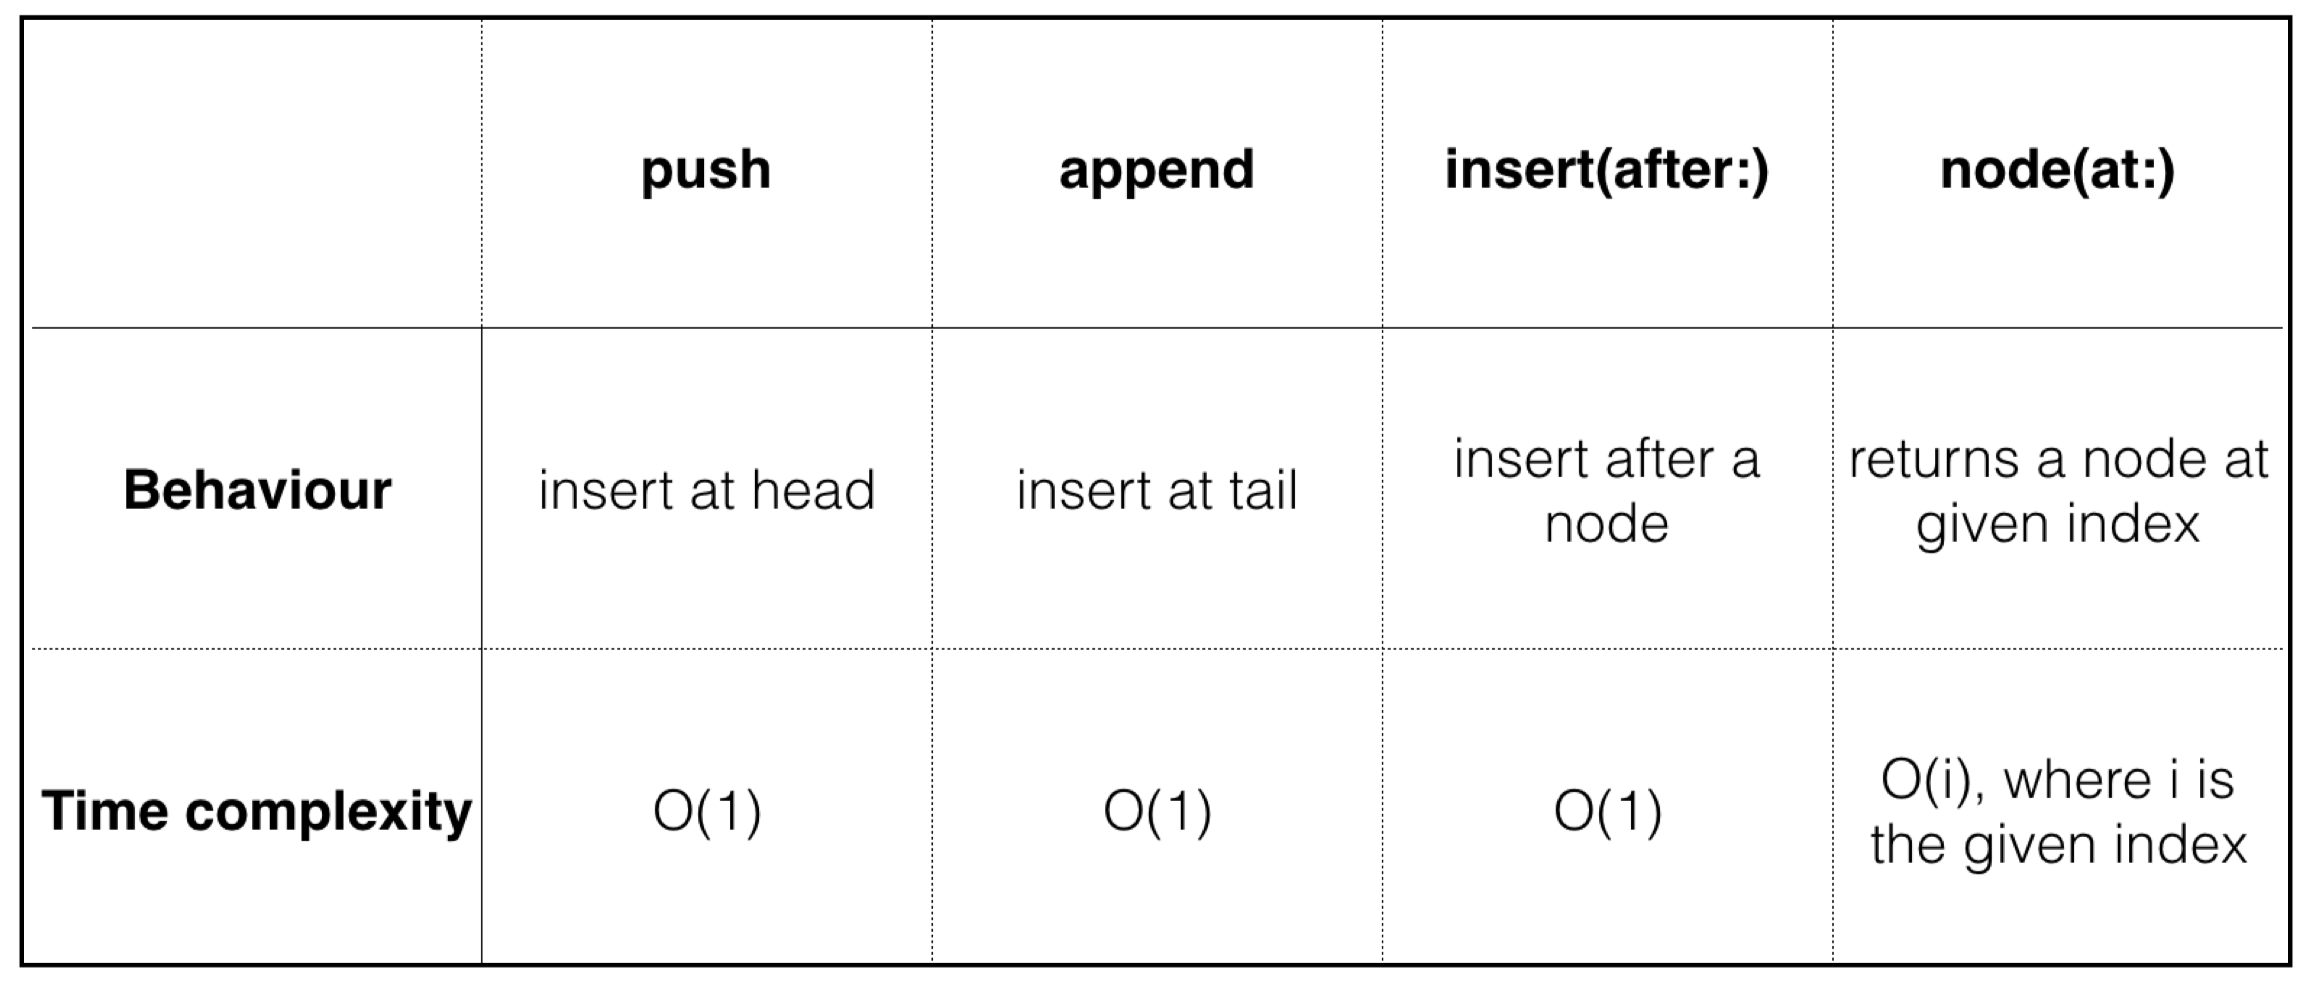 push append insert(after:) node(at:)
Behaviour insert at head insert at tail insert after a node returns a node at given index
Time complexity O(1) O(1) O(1) O(i), where i is the given index